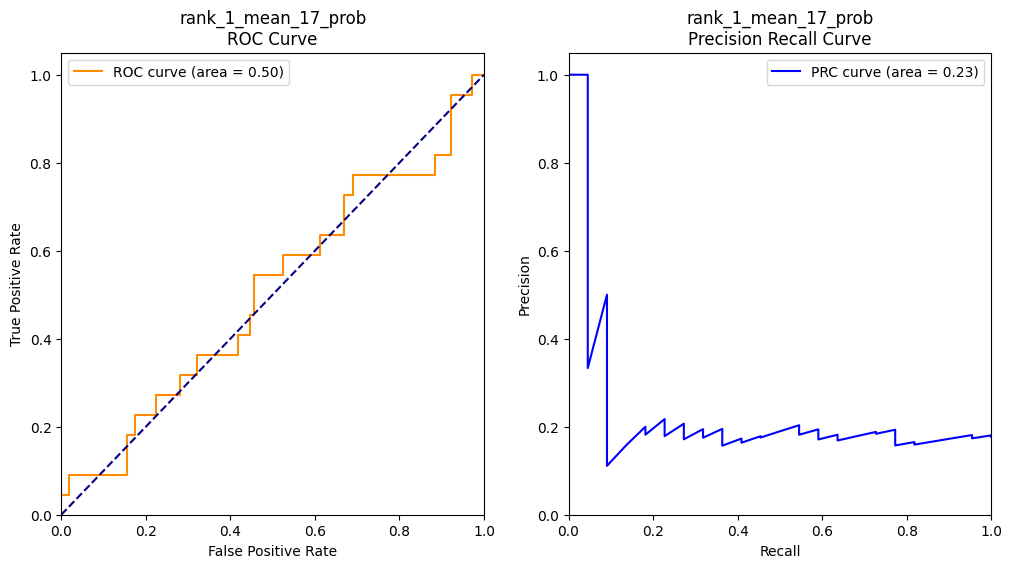 rank_1_mean_17_prob
ROC Curve
ROC curve (area = 0.50)
1.0
0.8
0.6
0.4
0.2
0.0
True Positive Rate
0.0 0.2 0.4 0.6 0.8 1.0
False Positive Rate
rank_1_mean_17_prob
Precision Recall Curve
PRC curve (area = 0.23)
1.0
0.8
0.6
0.4
0.2
0.0
Precision
0.0 0.2 0.4 0.6 0.8 1.0
Recall